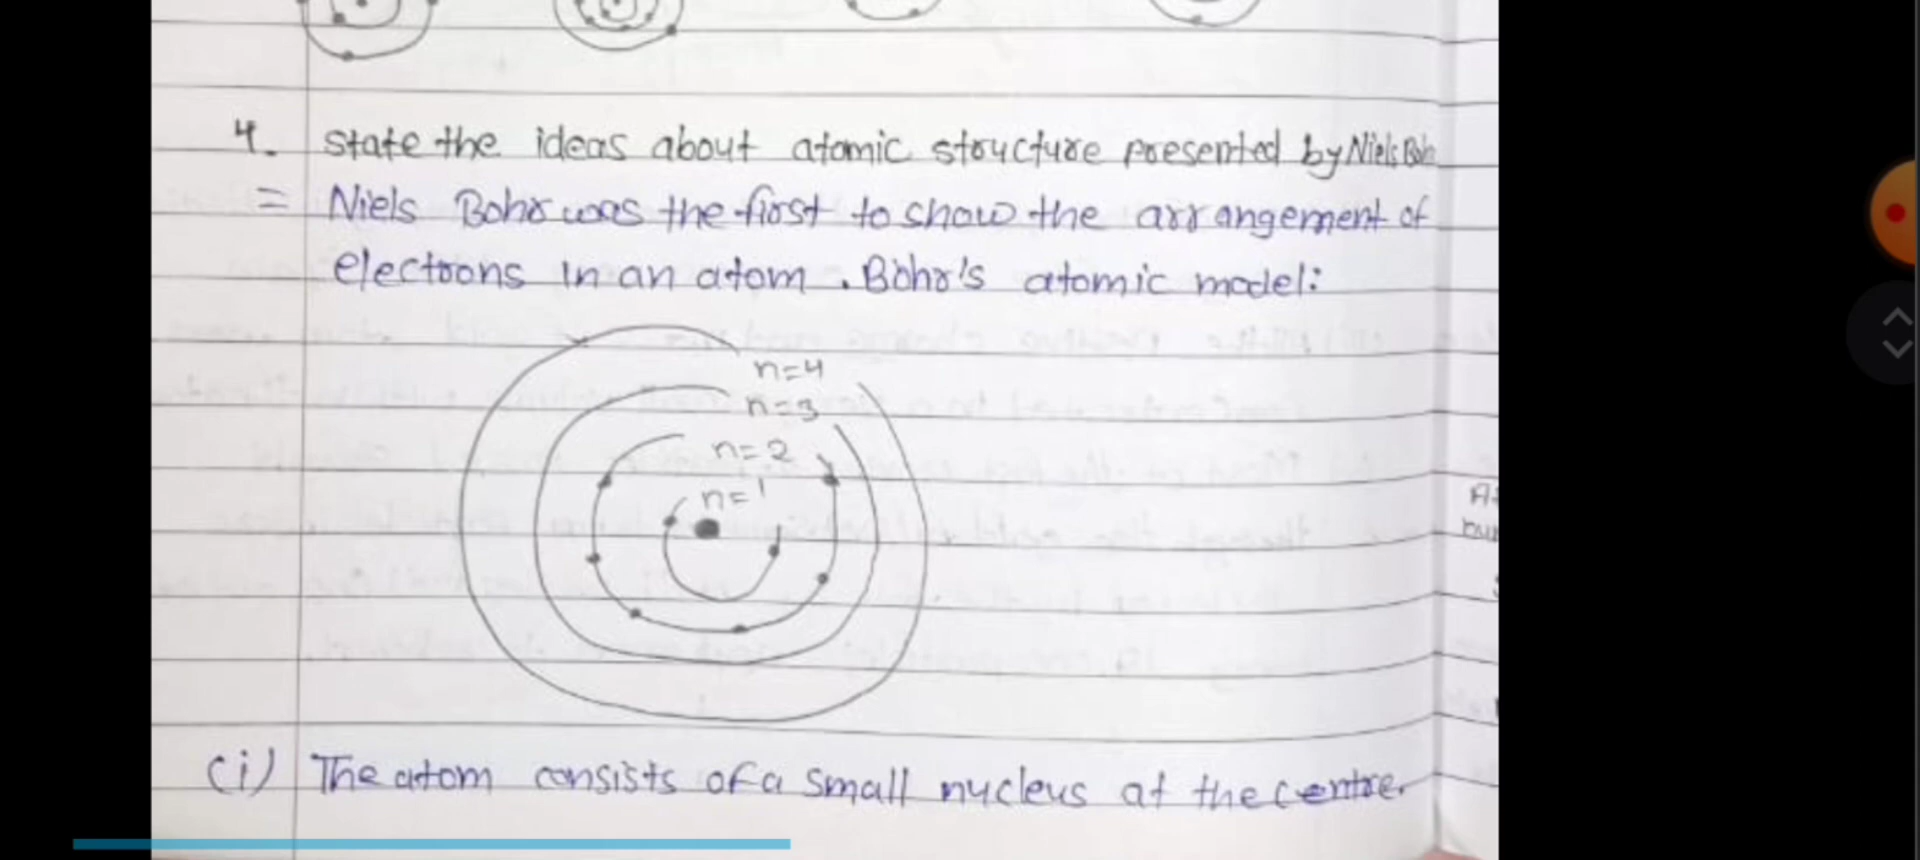 4. State the ideas about atomic structure presented by Niels Bohr
= Niels Bohr was the first to show the arrangement of
electrons in an atom. Bohr's atomic model:
n=4
n=3
n=2
n=1
(i) The atom consists of a small nucleus at the centre.